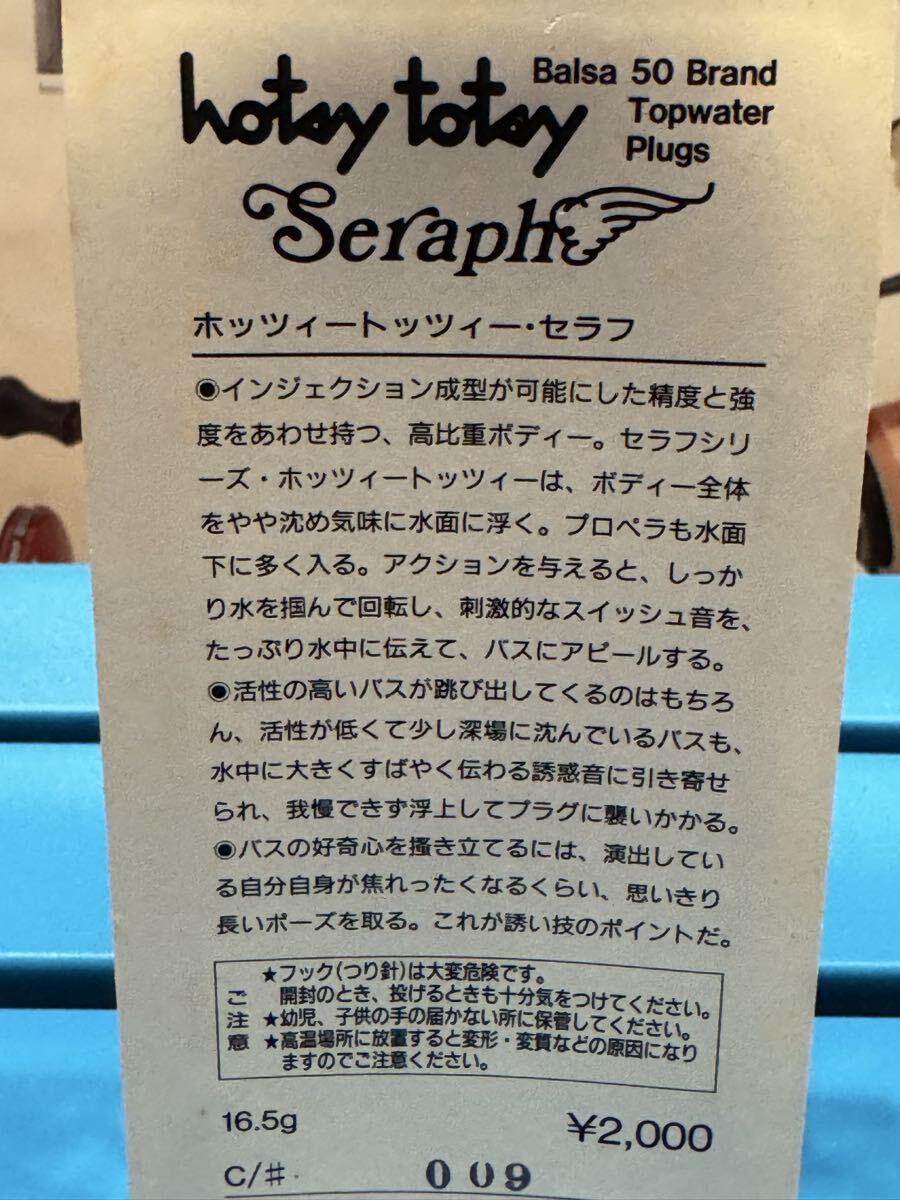 hotsy totsy
Balsa 50 Brand
Topwater
Plugs
Seraph
ホッツィートッツィー・セラフ
◉インジェクション成型が可能にした精度と強
度をあわせ持つ、高比重ボディー。セラフシリ
ーズ・ホッツィートッツィーは、ボディー全体
をやや沈め気味に水面に浮く。プロペラも水面
下に多く入る。アクションを与えると、しっか
り水を掴んで回転し、刺激的なスイッシュ音を、
たっぷり水中に伝えて、バスにアピールする。
◉活性の高いバスが跳び出してくるのはもちろ
ん、活性が低くて少し深場に沈んでいるバスも、
水中に大きくすばやく伝わる誘惑音に引き寄せ
られ、我慢できず浮上してプラグに襲いかかる。
◉バスの好奇心を掻き立てるには、演出してい
る自分自身が焦れったくなるくらい、思いきり
長いポーズを取る。これが誘い技のポイントだ。
ご注意
★フック(つり針)は大変危険です。
開封のとき、投げるときも十分気をつけてください。
★幼児、子供の手の届かない所に保管してください。
★高温場所に放置すると変形・変質などの原因になり
ますのでご注意ください。
16.5g
¥2,000
C/♯. 009